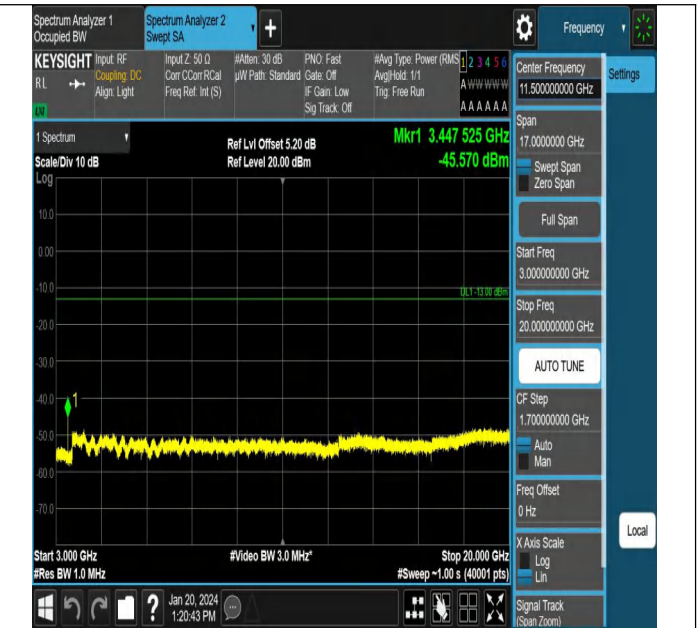 Spectrum Analyzer 1
Occupied BW
Spectrum Analyzer 2
Swept SA
Frequency
KEYSIGHT
RL
Input: RF
Coupling: DC
Align: Light
Input Z: 50 Ω
Corr CCorr RCal
Freq Ref: Int (S)
#Atten: 30 dB
µW Path: Standard
PNO: Fast
Gate: Off
IF Gain: Low
Sig Track: Off
#Avg Type: Power (RMS
Avg|Hold: 1/1
Trig: Free Run
1 2 3 4 5 6
A W W W W W
A A A A A A
1 Spectrum
Scale/Div 10 dB
Log
Ref Lvl Offset 5.20 dB
Ref Level 20.00 dBm
Mkr1 3.447 525 GHz
-45.570 dBm
10.0
0.00
-10.0
DL1 -13.00 dBm
-20.0
-30.0
-40.0
1
-50.0
-60.0
-70.0
Start 3.000 GHz
#Video BW 3.0 MHz*
Stop 20.000 GHz
#Res BW 1.0 MHz
#Sweep ~1.00 s (40001 pts)
Jan 20, 2024
1:20:43 PM
Center Frequency
11.500000000 GHz
Settings
Span
17.0000000 GHz
Swept Span
Zero Span
Full Span
Start Freq
3.000000000 GHz
Stop Freq
20.000000000 GHz
AUTO TUNE
CF Step
1.700000000 GHz
Auto
Man
Freq Offset
0 Hz
X Axis Scale
Log
Lin
Local
Signal Track
(Span Zoom)